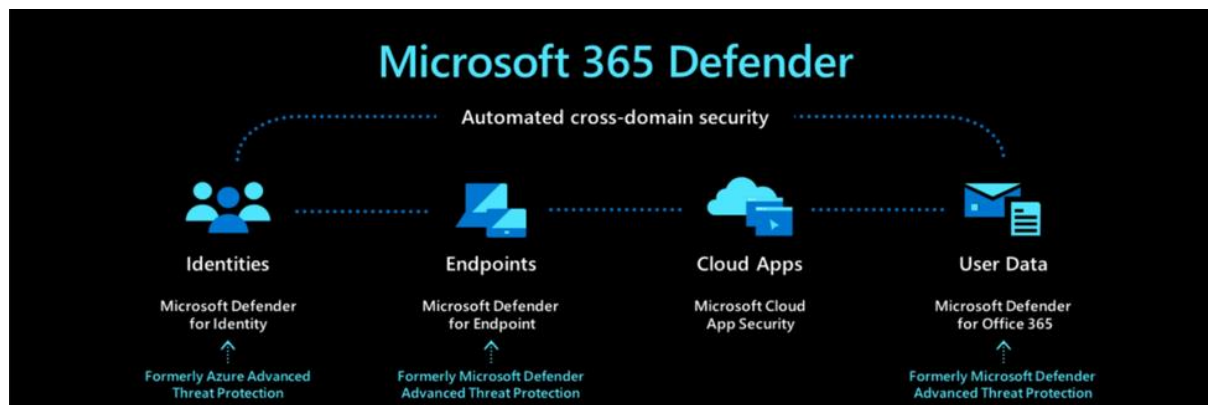 Microsoft 365 Defender
Automated cross-domain security
Identities
Endpoints
Cloud Apps
User Data
Microsoft Defender
for Identity
Microsoft Defender
for Endpoint
Microsoft Cloud
App Security
Microsoft Defender
for Office 365
Formerly Azure Advanced
Threat Protection
Formerly Microsoft Defender
Advanced Threat Protection
Formerly Microsoft Defender
Advanced Threat Protection